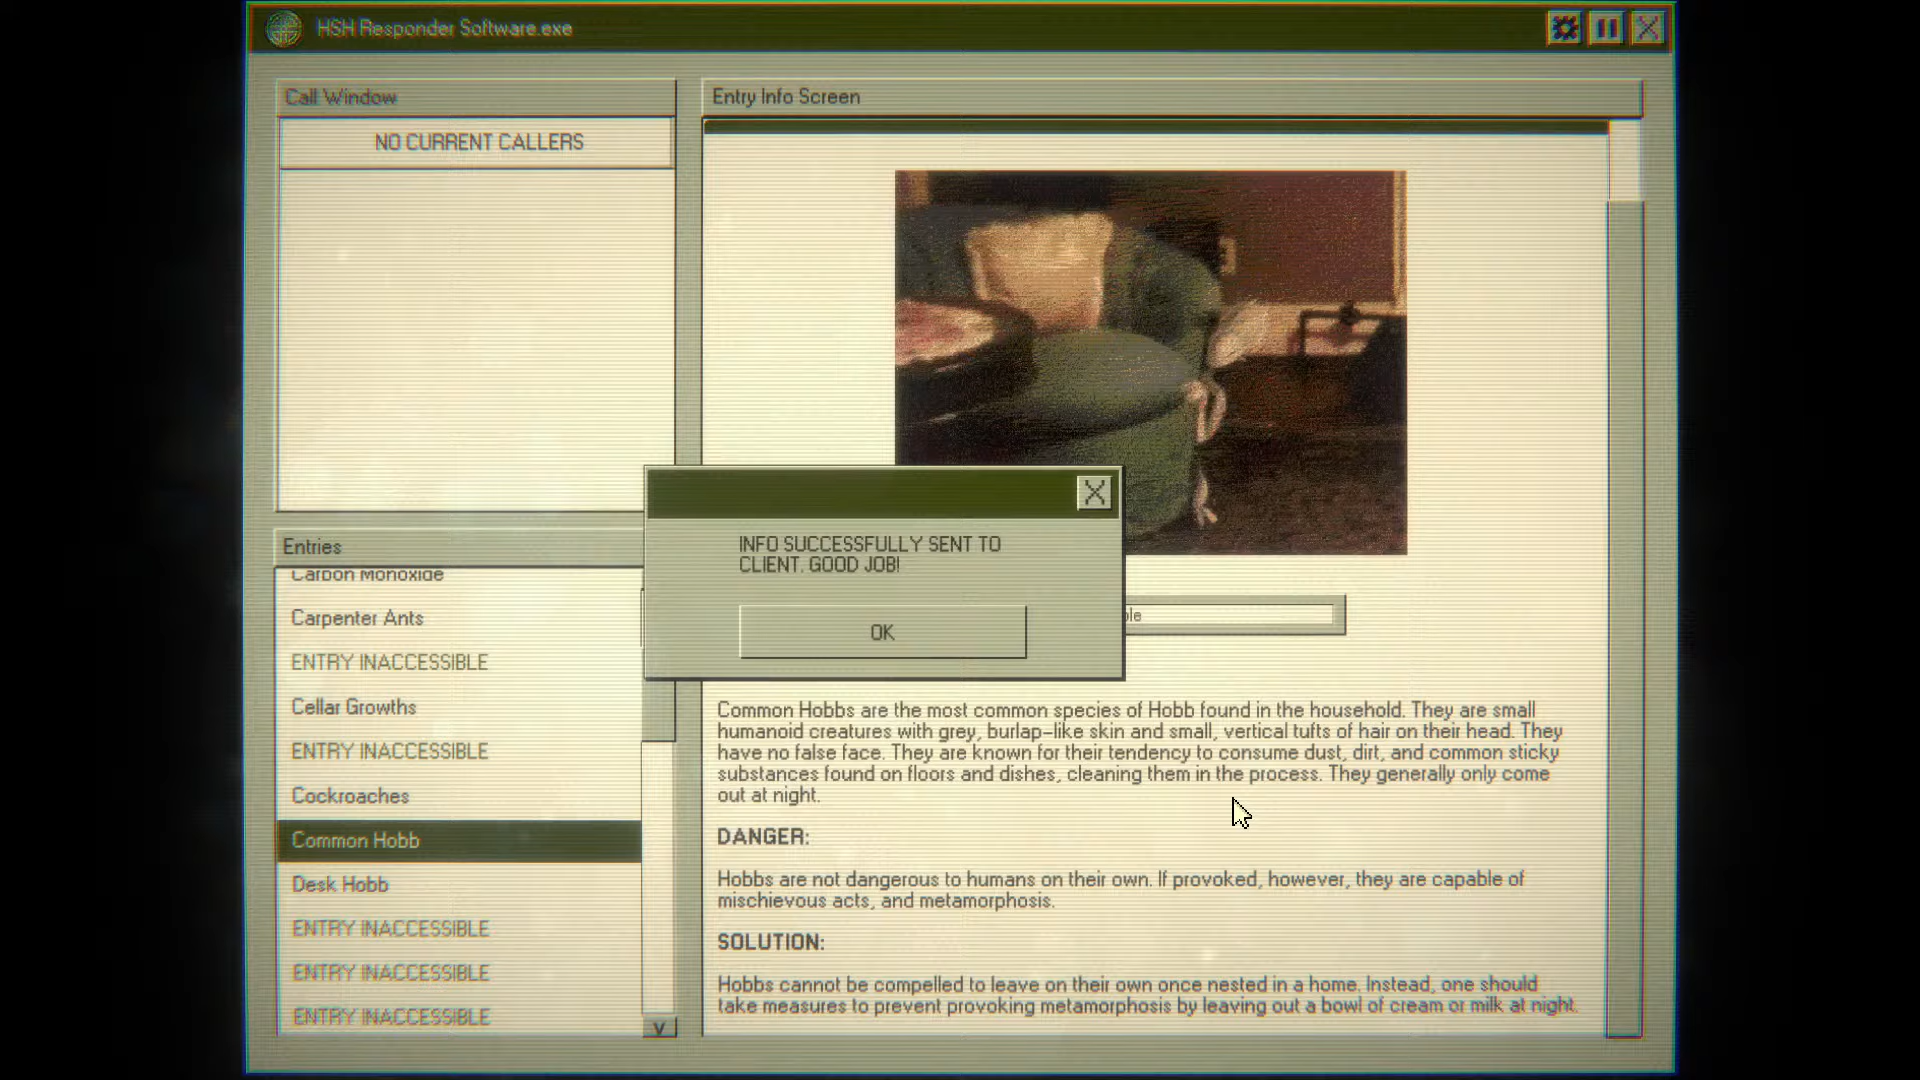 HSH Responder Software.exe
Call Window
NO CURRENT CALLERS
Entry Info Screen
INFO SUCCESSFULLY SENT TO
CLIENT. GOOD JOB!
OK
Entries
Carbon Monoxide
Carpenter Ants
ENTRY INACCESSIBLE
Cellar Growths
ENTRY INACCESSIBLE
Cockroaches
Common Hobb
Desk Hobb
ENTRY INACCESSIBLE
ENTRY INACCESSIBLE
ENTRY INACCESSIBLE
Common Hobbs are the most common species of Hobb found in the household. They are small
humanoid creatures with grey, burlap-like skin and small, vertical tufts of hair on their head. They
have no false face. They are known for their tendency to consume dust, dirt, and common sticky
substances found on floors and dishes, cleaning them in the process. They generally only come
out at night.
DANGER:
Hobbs are not dangerous to humans on their own. If provoked, however, they are capable of
mischievous acts, and metamorphosis.
SOLUTION:
Hobbs cannot be compelled to leave on their own once nested in a home. Instead, one should
take measures to prevent provoking metamorphosis by leaving out a bowl of cream or milk at night.